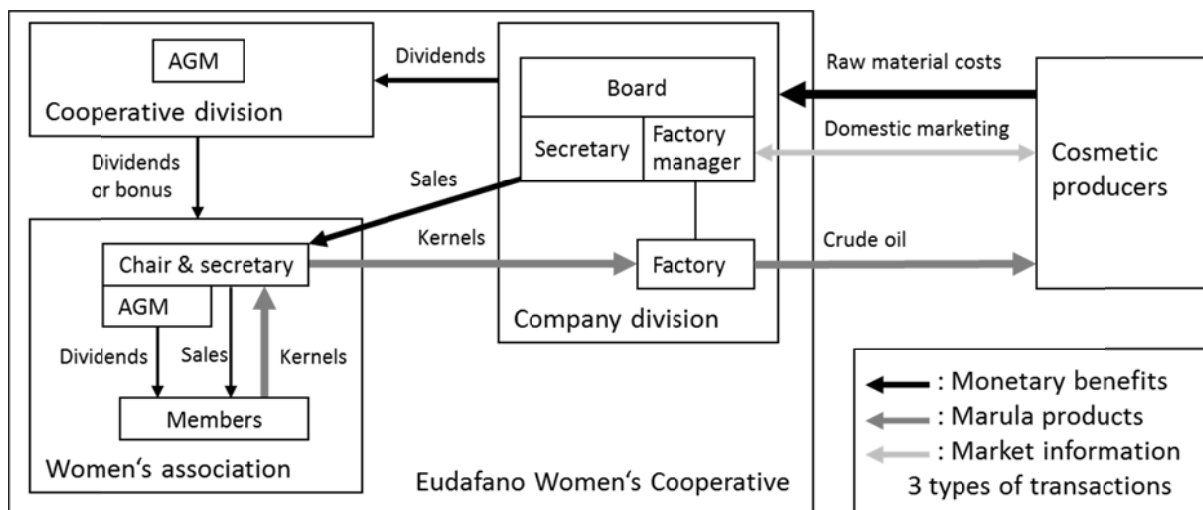 AGM
Cooperative division
Dividends
Dividends
or bonus
Board
Secretary
Factory
manager
Factory
Company division
Sales
Kernels
Raw material costs
Domestic marketing
Crude oil
Cosmetic
producers
Chair & secretary
AGM
Dividends
Sales
Kernels
Members
Women‘s association
Eudafano Women‘s Cooperative
: Monetary benefits
: Marula products
: Market information
3 types of transactions